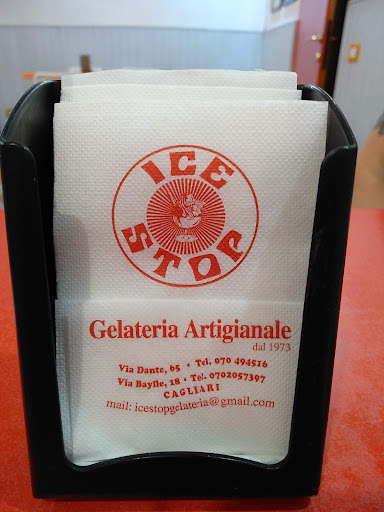 ICE
STOP
Gelateria Artigianale
dal 1973
Via Dante, 65 • Tel. 070 494516
Via Baylle, 18 • Tel. 0702057397
CAGLIARI
mail: icestopgelateria@gmail.com